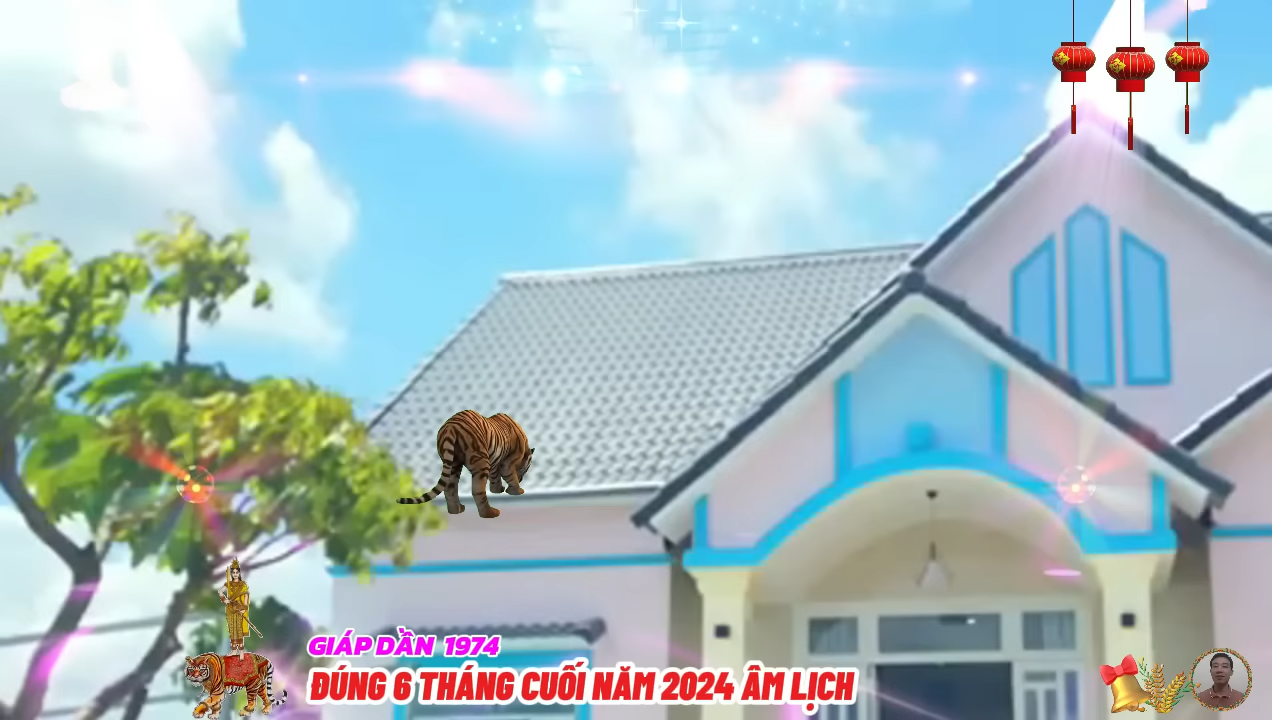 GIÁP DẦN 1974
ĐÚNG 6 THÁNG CUỐI NĂM 2024 ÂM LỊCH